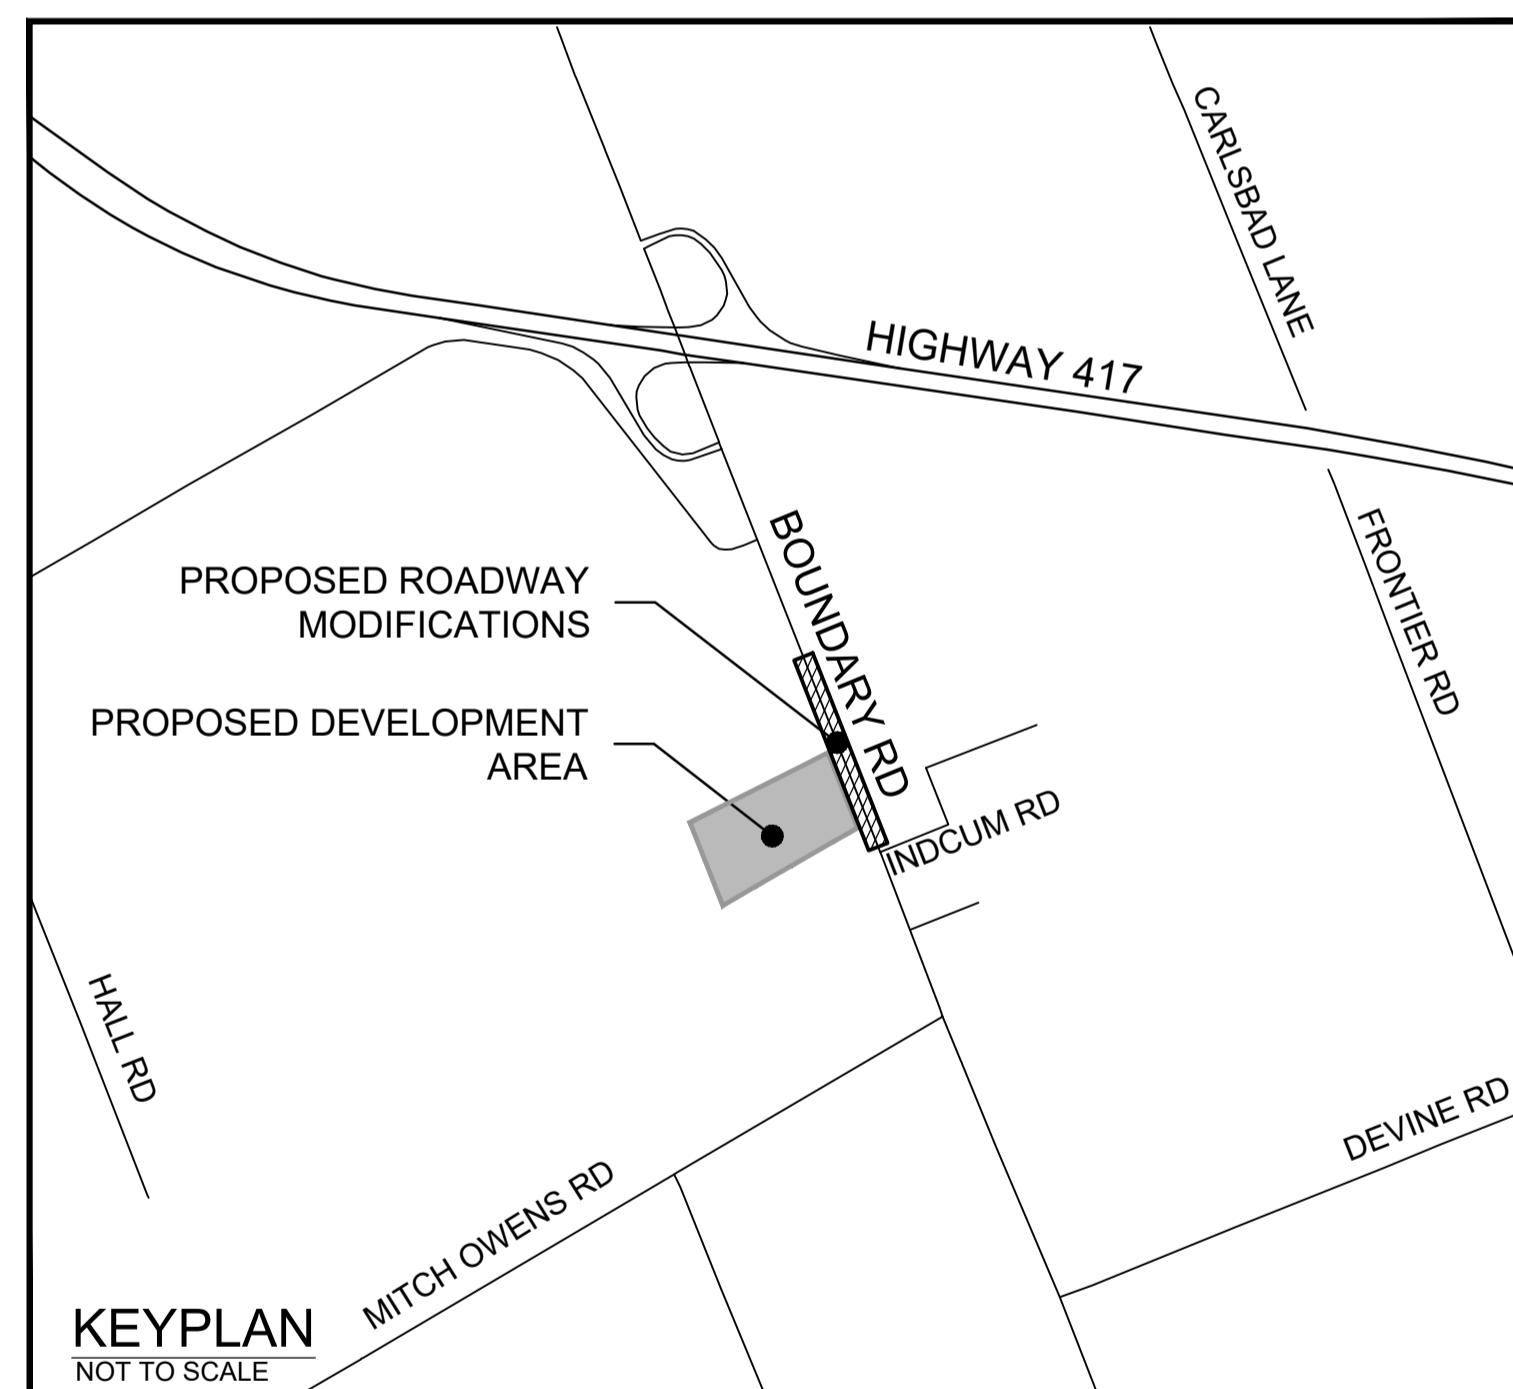 CARLSBAD LANE
HIGHWAY 417
BOUNDARY RD
FRONTIER RD
PROPOSED ROADWAY
MODIFICATIONS
PROPOSED DEVELOPMENT
AREA
INDCUM RD
HALL RD
DEVINE RD
MITCH OWENS RD
KEYPLAN
NOT TO SCALE